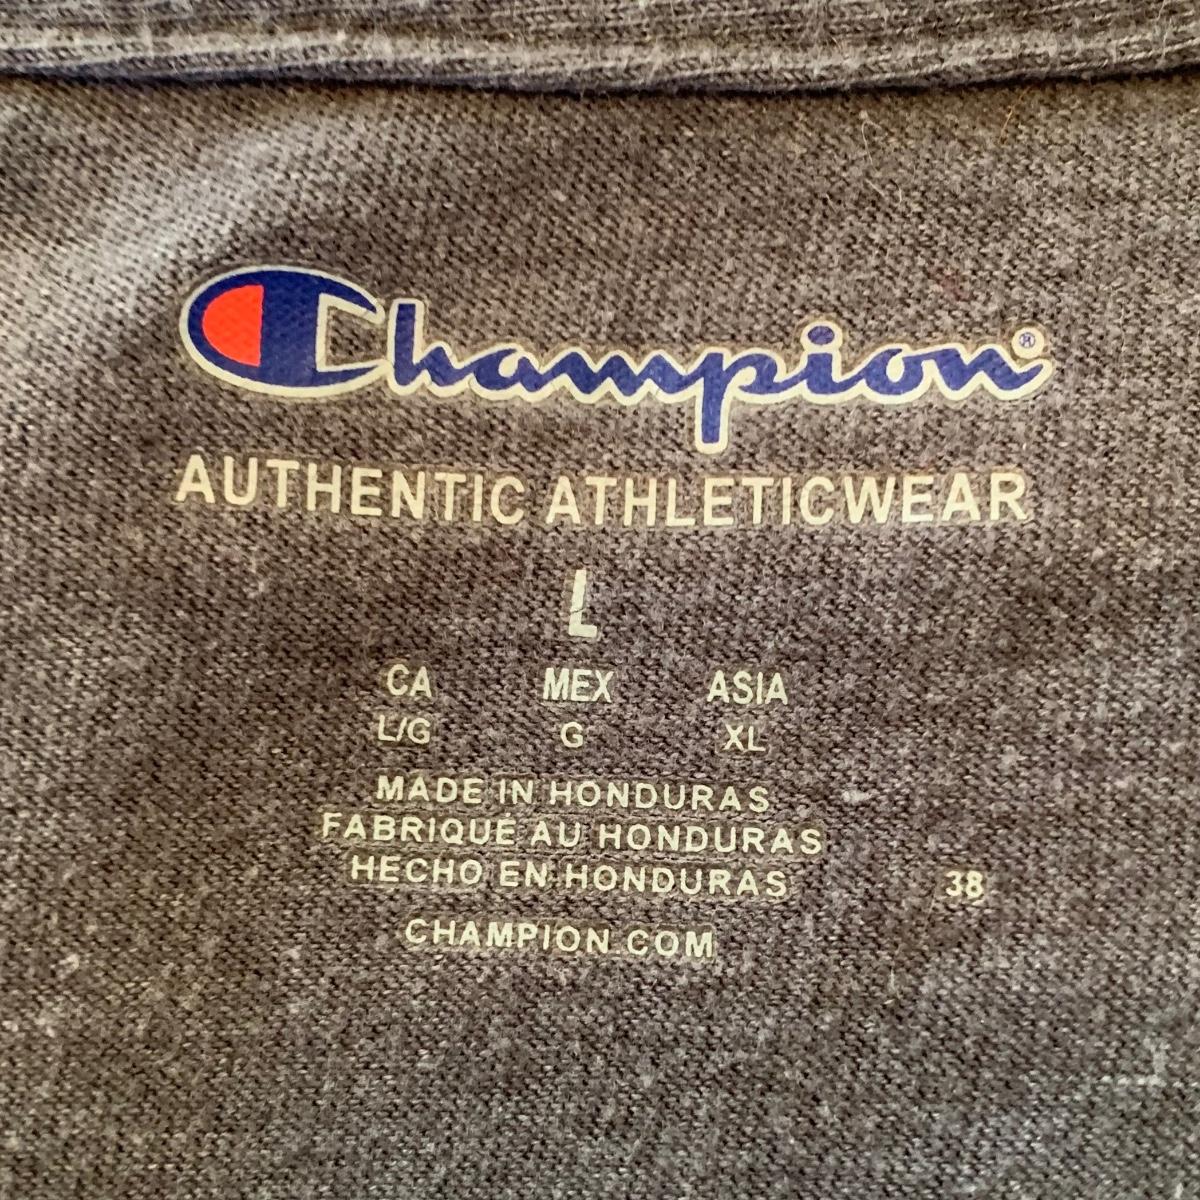 Champion®
AUTHENTIC ATHLETICWEAR
L
CA MEX ASIA
L/G G XL
MADE IN HONDURAS
FABRIQUÉ AU HONDURAS
HECHO EN HONDURAS 38
CHAMPION.COM